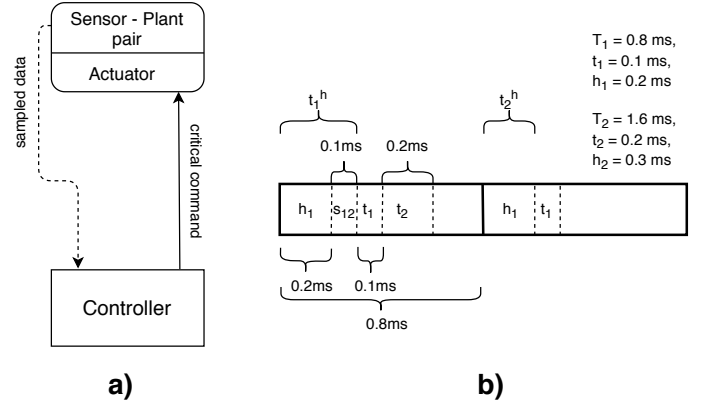 Sensor - Plant
pair
Actuator
sampled data
critical command
Controller
a)
T₁ = 0.8 ms,
t₁ = 0.1 ms,
h₁ = 0.2 ms
T₂ = 1.6 ms,
t₂ = 0.2 ms,
h₂ = 0.3 ms
t₁ʰ
t₂ʰ
0.1ms
0.2ms
h₁
s₁₂
t₁
t₂
h₁
t₁
0.2ms
0.1ms
0.8ms
b)